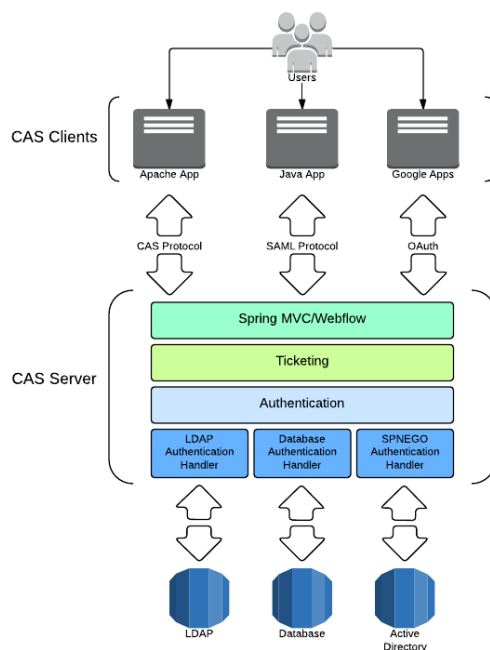 Users
CAS Clients
Apache App
Java App
Google Apps
CAS Protocol
SAML Protocol
OAuth
CAS Server
Spring MVC/Webflow
Ticketing
Authentication
LDAP
Authentication
Handler
Database
Authentication
Handler
SPNEGO
Authentication
Handler
LDAP
Database
Active
Directory